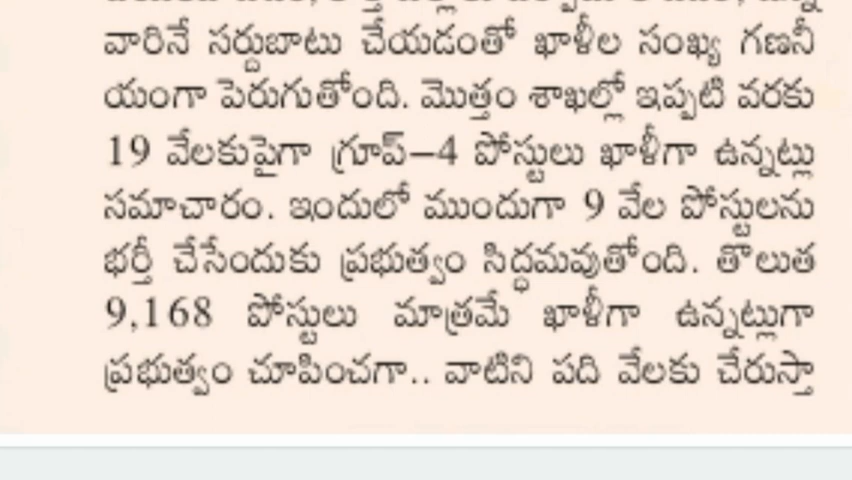 వారినే సర్దుబాటు చేయడంతో ఖాళీల సంఖ్య గణనీ
యంగా పెరుగుతోంది. మొత్తం శాఖల్లో ఇప్పటి వరకు
19 వేలకుపైగా గ్రూప్–4 పోస్టులు ఖాళీగా ఉన్నట్లు
సమాచారం. ఇందులో ముందుగా 9 వేల పోస్టులను
భర్తీ చేసేందుకు ప్రభుత్వం సిద్ధమవుతోంది. తొలుత
9,168 పోస్టులు మాత్రమే ఖాళీగా ఉన్నట్లుగా
ప్రభుత్వం చూపించగా.. వాటిని పది వేలకు చేరుస్తా